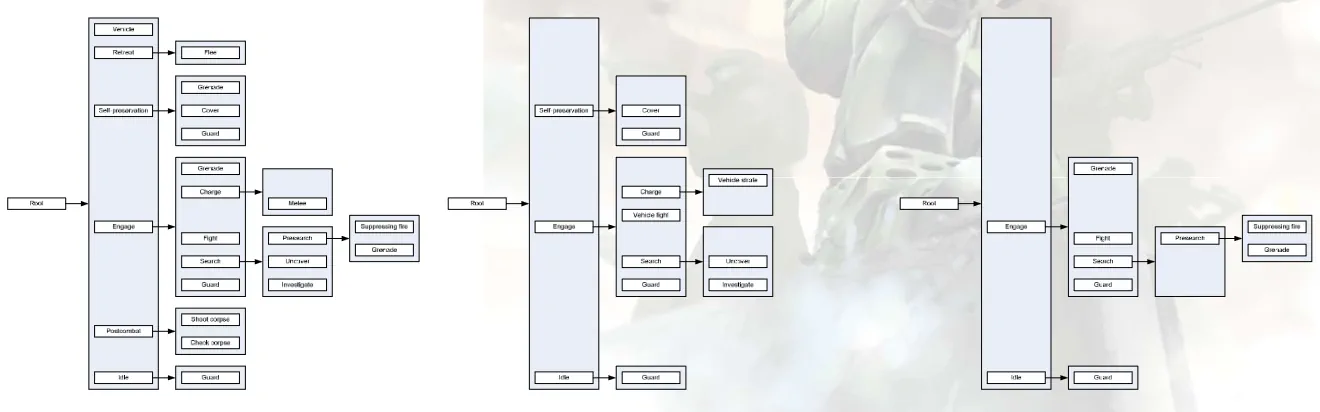 Vehicle
Retreat
Flee
Self-preservation
Grenade
Cover
Guard
Root
Engage
Grenade
Charge
Melee
Fight
Search
Presearch
Suppressing fire
Grenade
Uncover
Investigate
Guard
Postcombat
Shoot corpse
Check corpse
Idle
Guard
Root
Self-preservation
Cover
Guard
Engage
Charge
Vehicle strafe
Vehicle fight
Search
Uncover
Investigate
Guard
Idle
Guard
Root
Engage
Grenade
Fight
Search
Presearch
Suppressing fire
Grenade
Guard
Idle
Guard